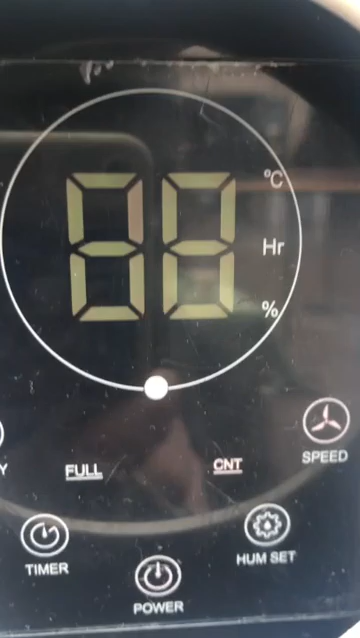 88
°C
Hr
%
SPEED
Y
FULL
CNT
TIMER
HUM SET
POWER